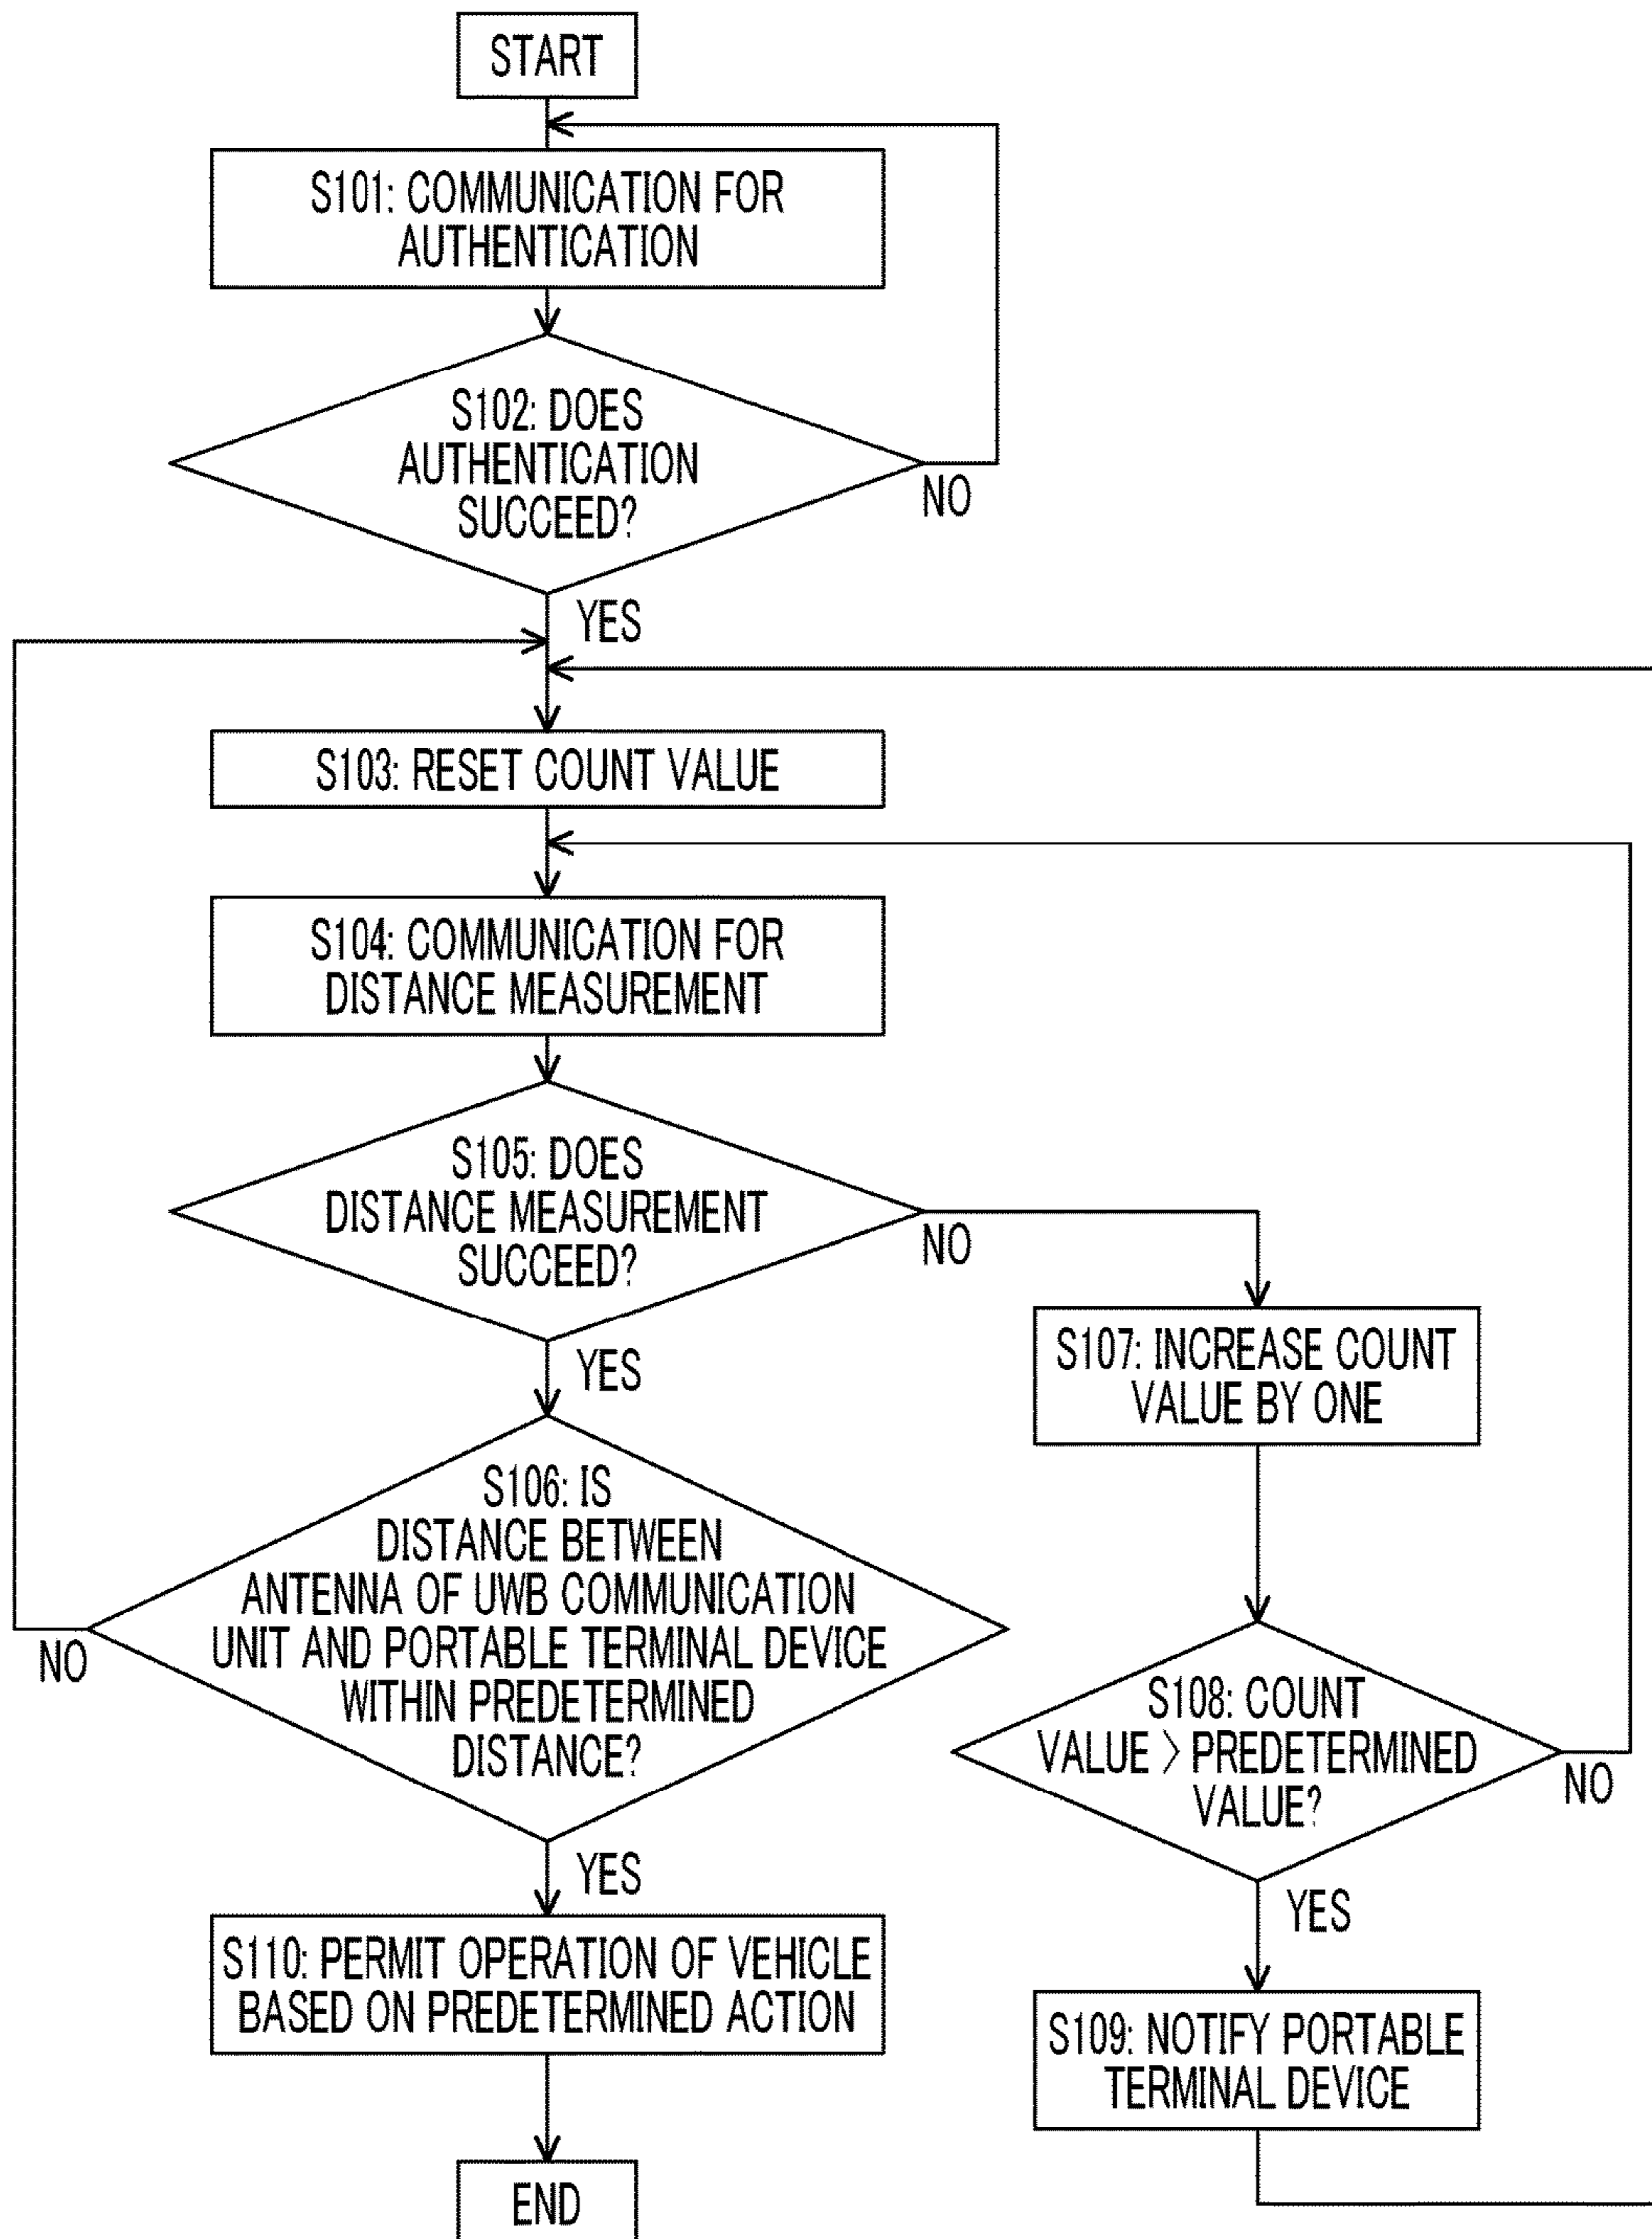 START
S101: COMMUNICATION FOR
AUTHENTICATION
S102: DOES
AUTHENTICATION
SUCCEED?
NO
YES
S103: RESET COUNT VALUE
S104: COMMUNICATION FOR
DISTANCE MEASUREMENT
S105: DOES
DISTANCE MEASUREMENT
SUCCEED?
NO
YES
S107: INCREASE COUNT
VALUE BY ONE
S106: IS
DISTANCE BETWEEN
ANTENNA OF UWB COMMUNICATION
UNIT AND PORTABLE TERMINAL DEVICE
WITHIN PREDETERMINED
DISTANCE?
NO
YES
S108: COUNT
VALUE > PREDETERMINED
VALUE?
NO
YES
S110: PERMIT OPERATION OF VEHICLE
BASED ON PREDETERMINED ACTION
S109: NOTIFY PORTABLE
TERMINAL DEVICE
END